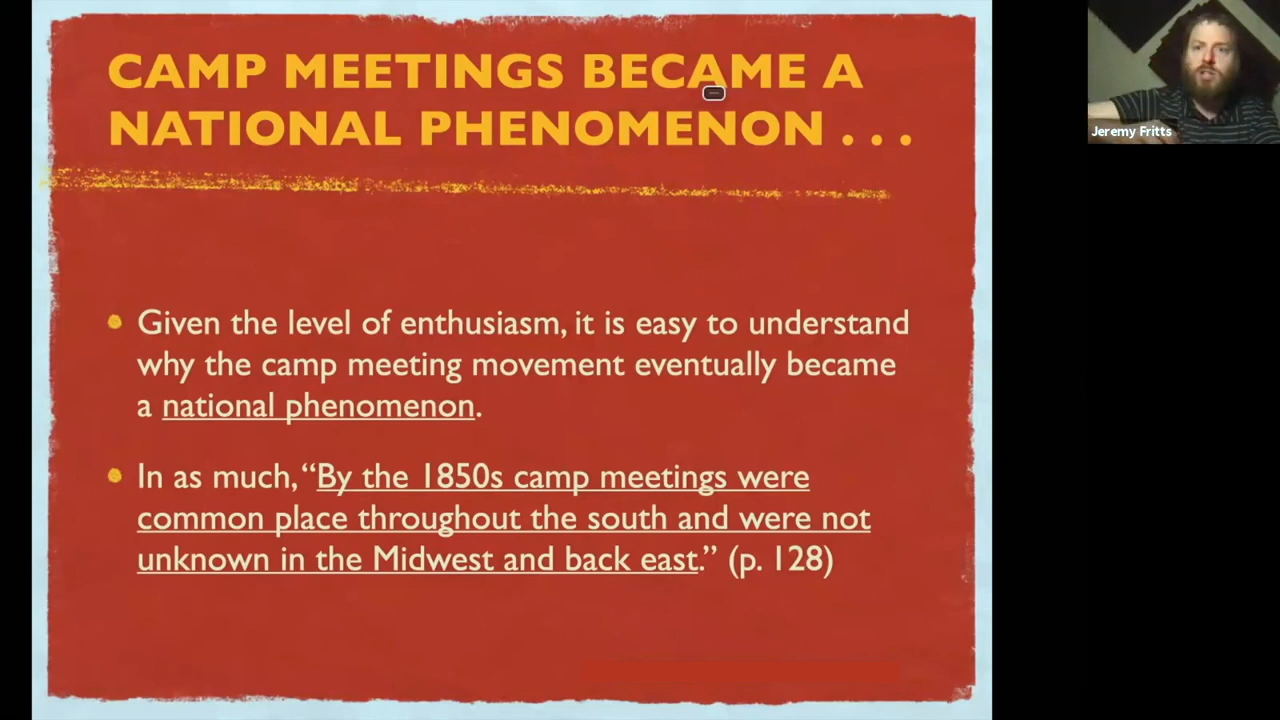 CAMP MEETINGS BECAME A
NATIONAL PHENOMENON . . .
Given the level of enthusiasm, it is easy to understand
why the camp meeting movement eventually became
a national phenomenon.
In as much, “By the 1850s camp meetings were
common place throughout the south and were not
unknown in the Midwest and back east.” (p. 128)
Jeremy Fritts